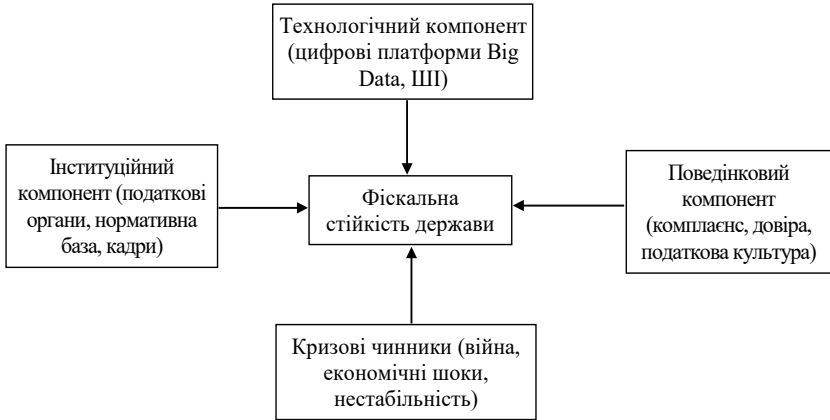 Технологічний компонент
(цифрові платформи Big
Data, ШІ)
Інституційний
компонент (податкові
органи, нормативна
база, кадри)
Фіскальна
стійкість держави
Поведінковий
компонент
(комплаєнс, довіра,
податкова культура)
Кризові чинники (війна,
економічні шоки,
нестабільність)